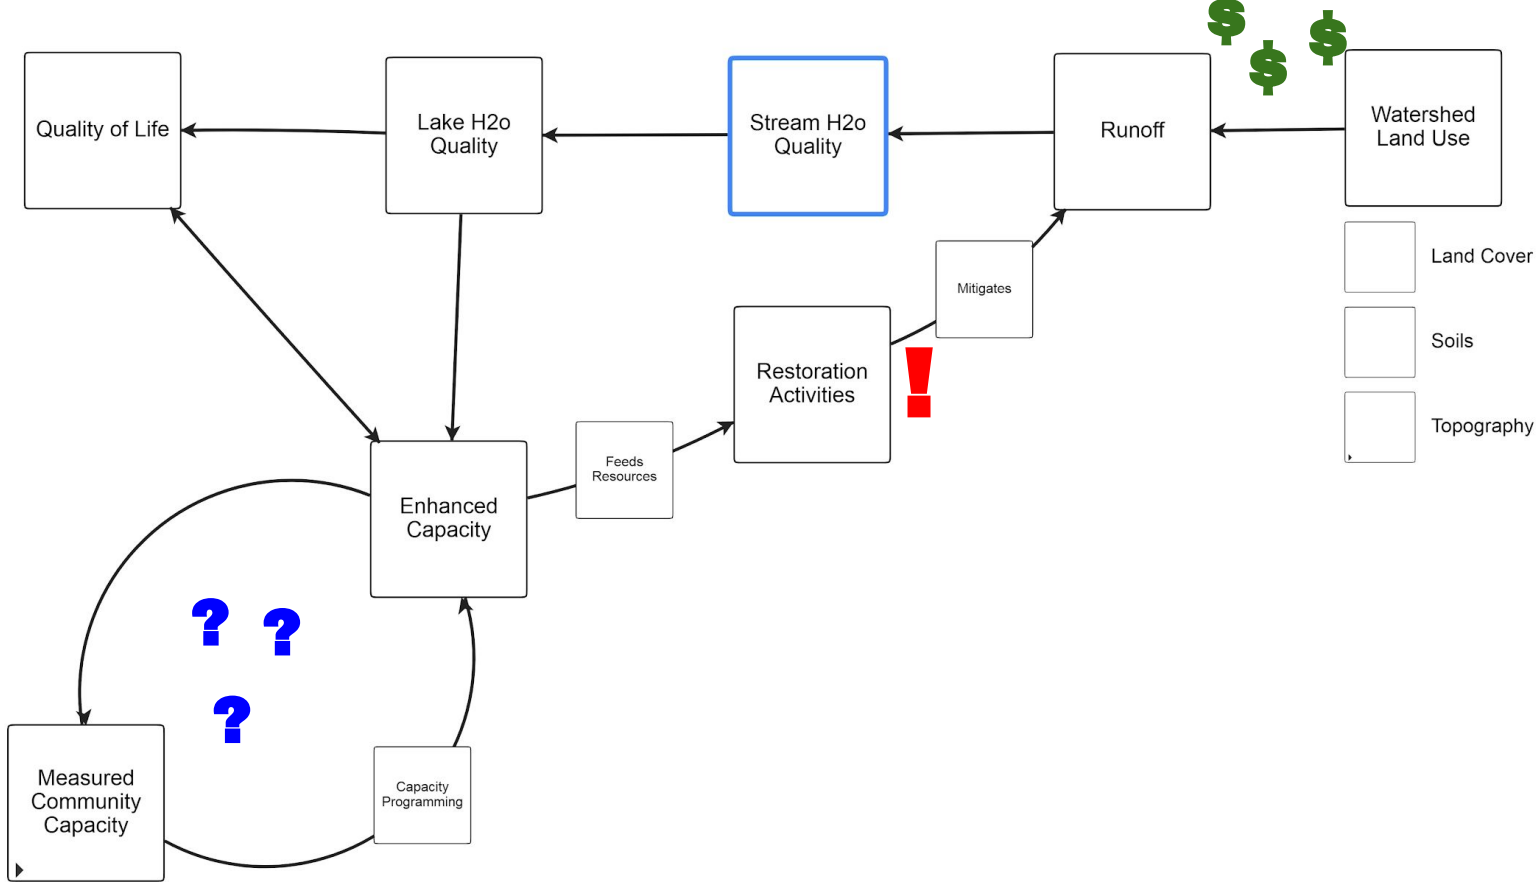 $
$
$
Quality of Life
Lake H2o
Quality
Stream H2o
Quality
Runoff
Watershed
Land Use
Land Cover
Soils
Topography
Mitigates
Restoration
Activities
!
Feeds
Resources
Enhanced
Capacity
?
?
?
Measured
Community
Capacity
Capacity
Programming